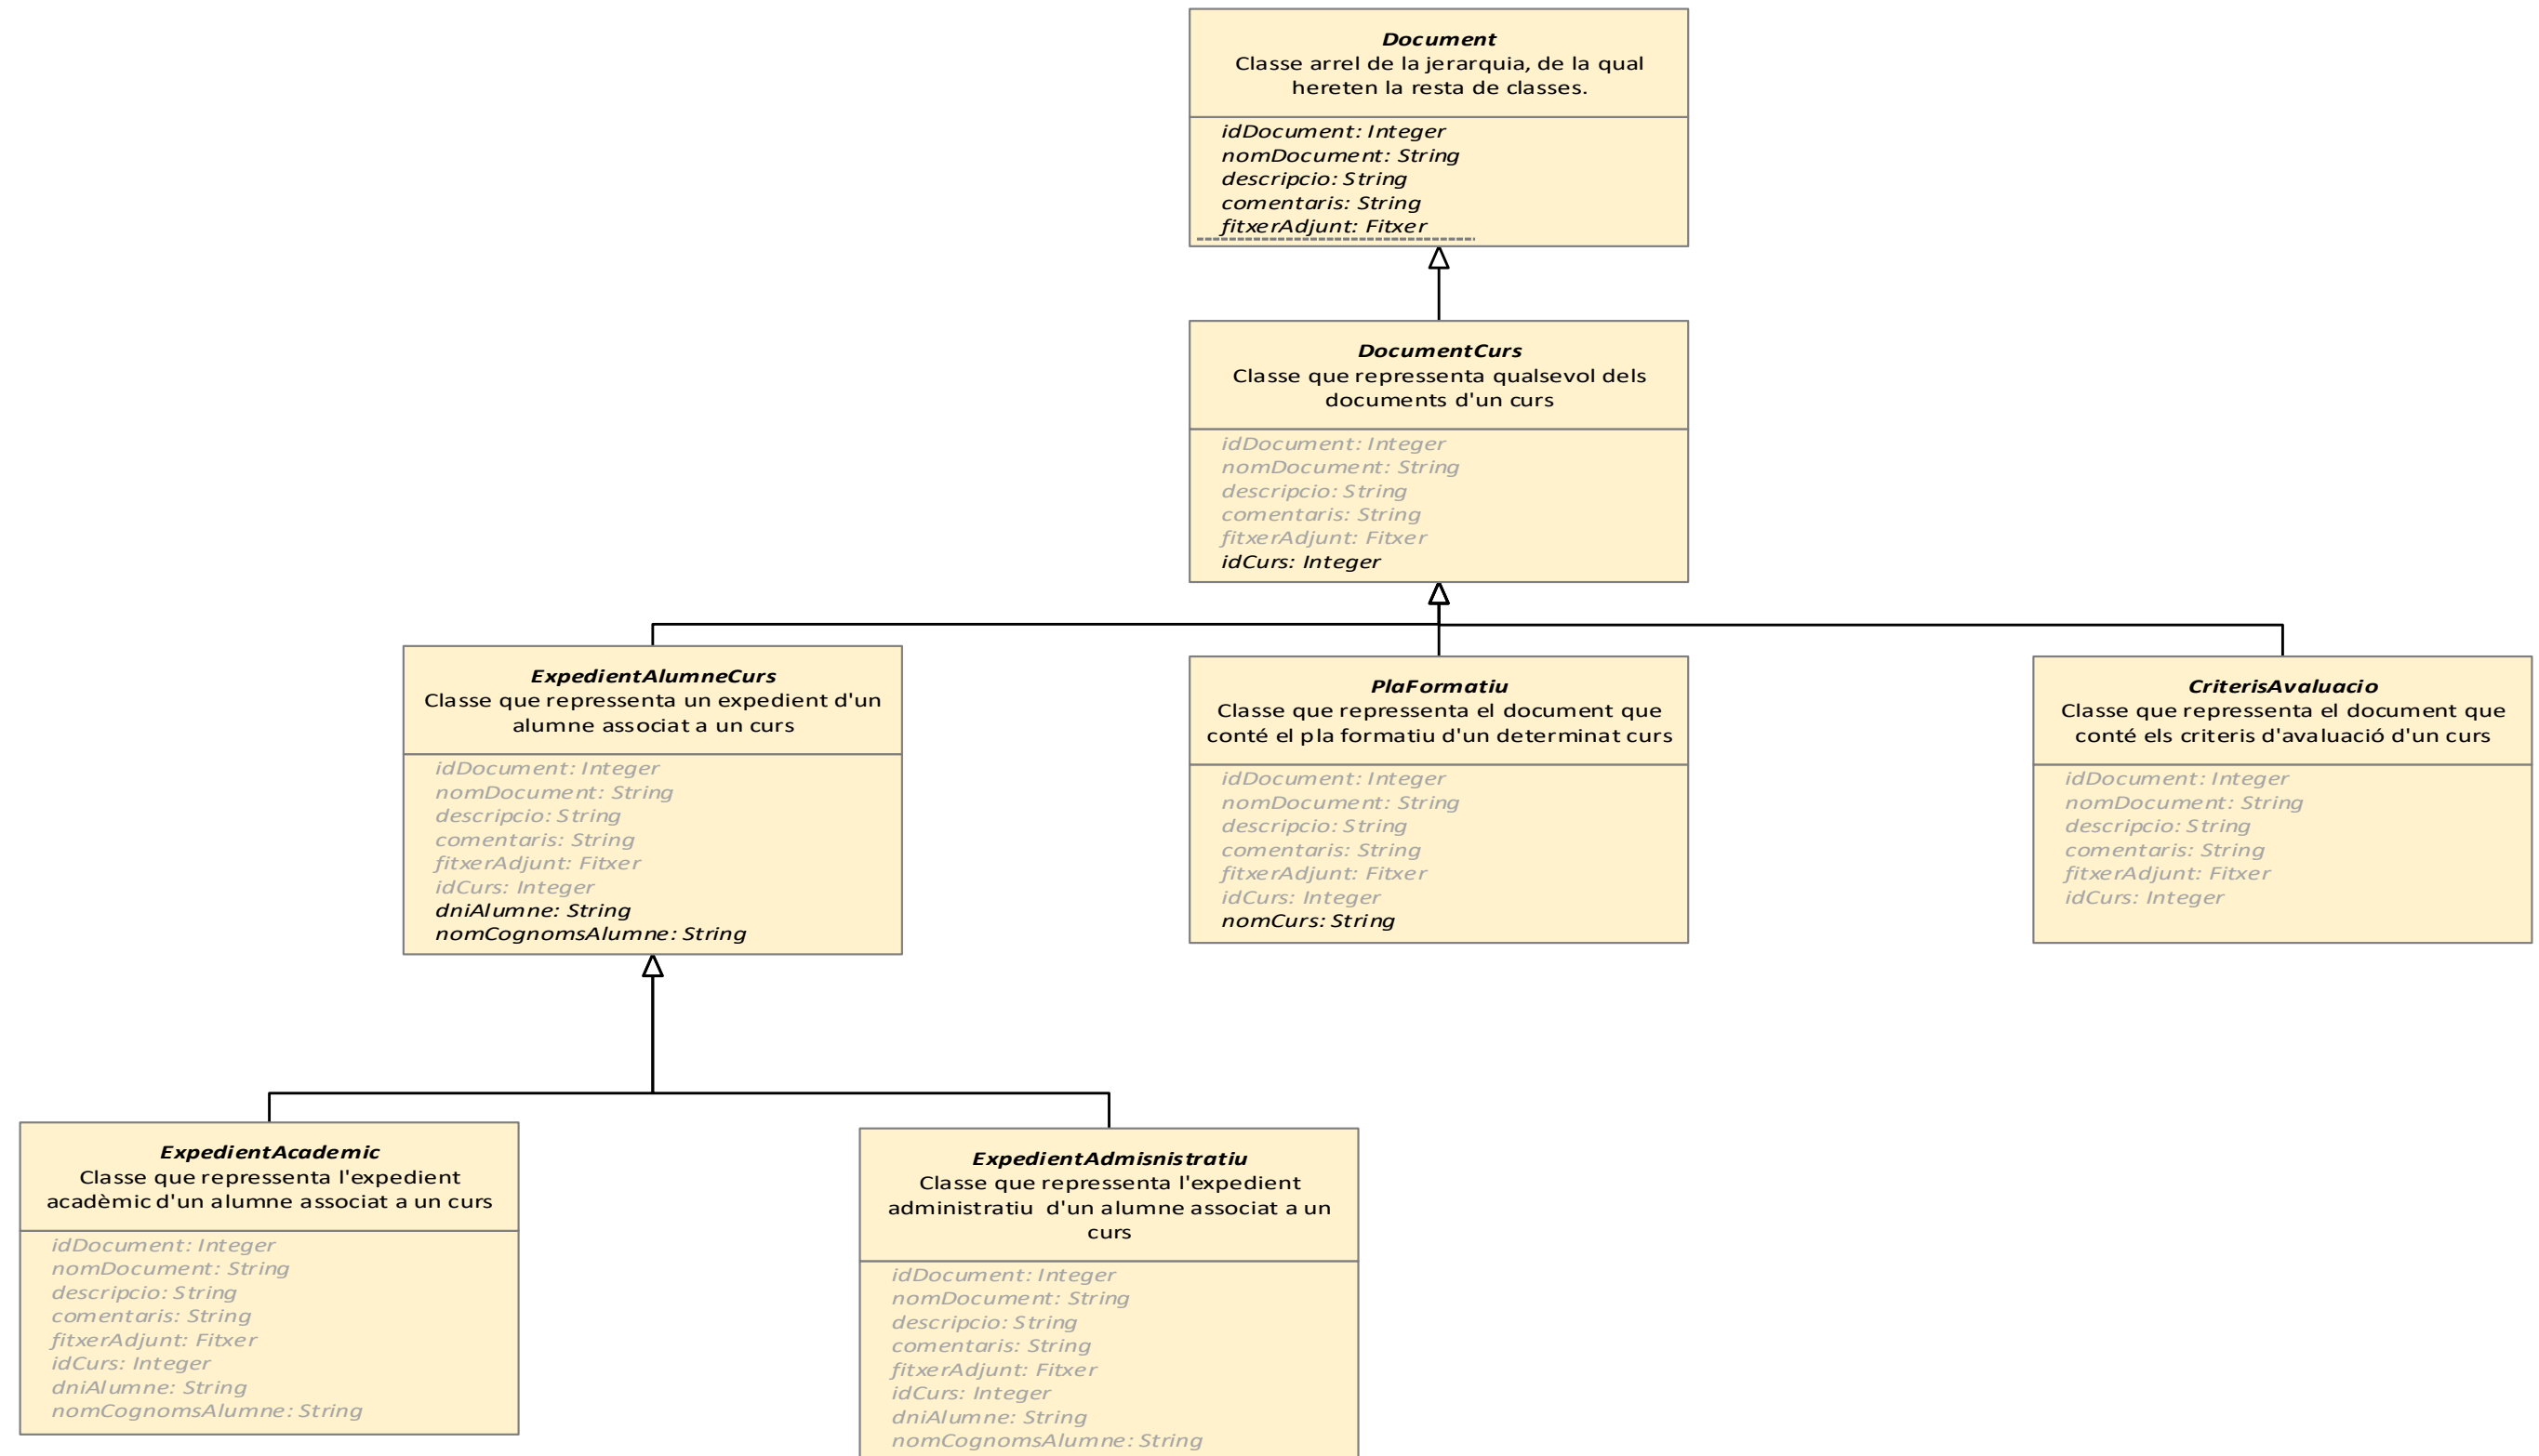 Document
Classe arrel de la jerarquia, de la qual
hereten la resta de classes.
idDocument: Integer
nomDocument: String
descripcio: String
comentaris: String
fitxerAdjunt: Fitxer
DocumentCurs
Classe que repressenta qualsevol dels
documents d'un curs
idDocument: Integer
nomDocument: String
descripcio: String
comentaris: String
fitxerAdjunt: Fitxer
idCurs: Integer
ExpedientAlumneCurs
Classe que repressenta un expedient d'un
alumne associat a un curs
idDocument: Integer
nomDocument: String
descripcio: String
comentaris: String
fitxerAdjunt: Fitxer
idCurs: Integer
dniAlumne: String
nomCognomsAlumne: String
PlaFormatiu
Classe que repressenta el document que
conté el pla formatiu d'un determinat curs
idDocument: Integer
nomDocument: String
descripcio: String
comentaris: String
fitxerAdjunt: Fitxer
idCurs: Integer
nomCurs: String
CriterisAvaluacio
Classe que repressenta el document que
conté els criteris d'avaluació d'un curs
idDocument: Integer
nomDocument: String
descripcio: String
comentaris: String
fitxerAdjunt: Fitxer
idCurs: Integer
ExpedientAcademic
Classe que repressenta l'expedient
acadèmic d'un alumne associat a un curs
idDocument: Integer
nomDocument: String
descripcio: String
comentaris: String
fitxerAdjunt: Fitxer
idCurs: Integer
dniAlumne: String
nomCognomsAlumne: String
ExpedientAdmisnistratiu
Classe que repressenta l'expedient
administratiu d'un alumne associat a un
curs
idDocument: Integer
nomDocument: String
descripcio: String
comentaris: String
fitxerAdjunt: Fitxer
idCurs: Integer
dniAlumne: String
nomCognomsAlumne: String